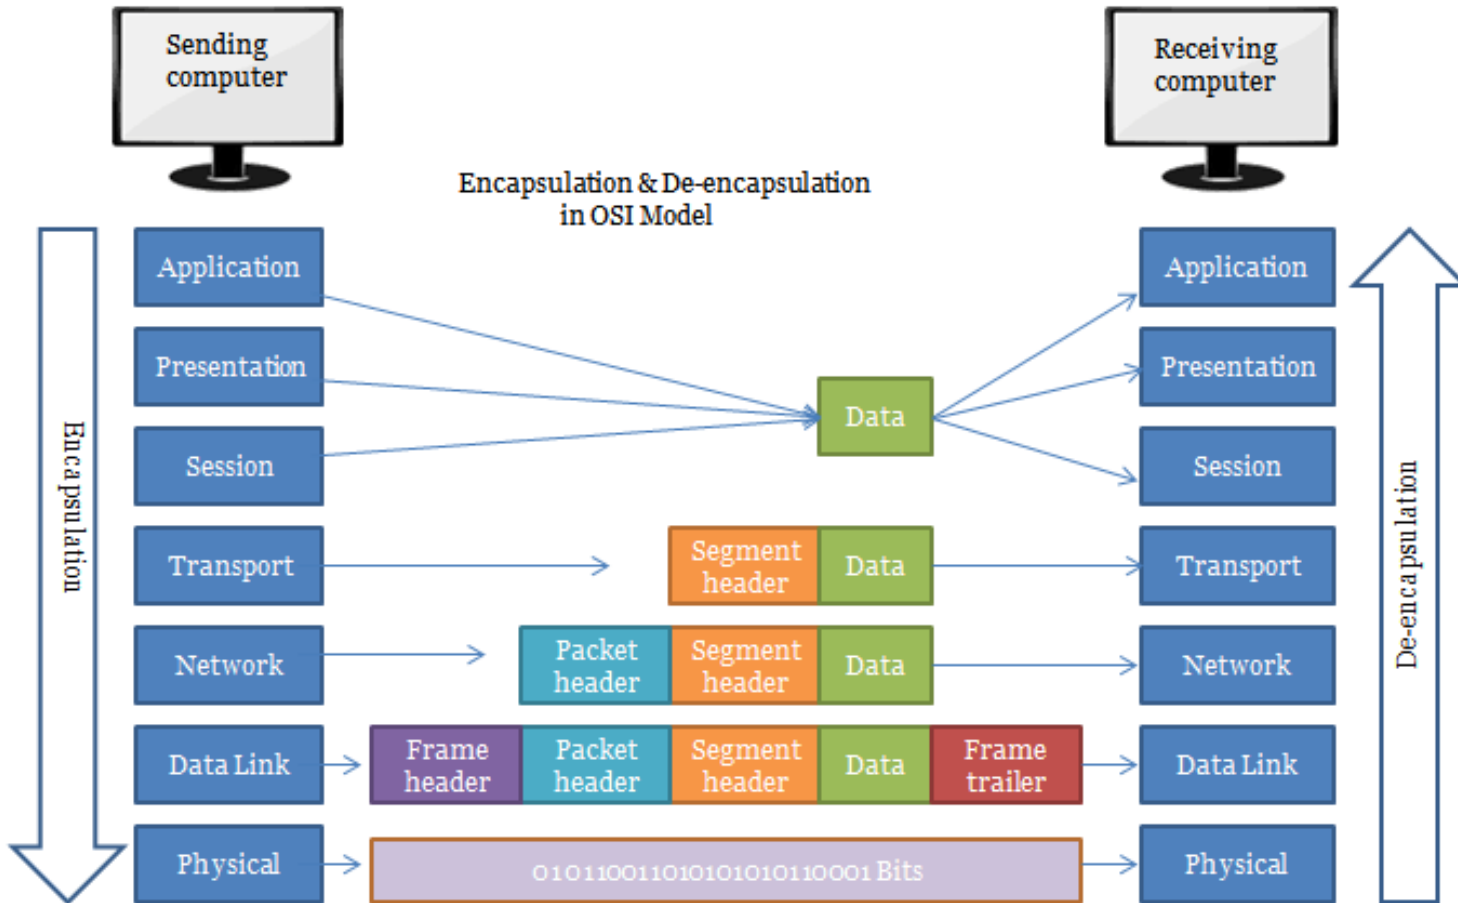 Sending
computer
Receiving
computer
Encapsulation & De-encapsulation
in OSI Model
Application
Application
Presentation
Data
Presentation
Session
Session
Encapsulation
De-encapsulation
Transport
Segment
header
Data
Transport
Network
Packet
header
Segment
header
Data
Network
Data Link
Frame
header
Packet
header
Segment
header
Data
Frame
trailer
Data Link
Physical
010110011010101010110001 Bits
Physical